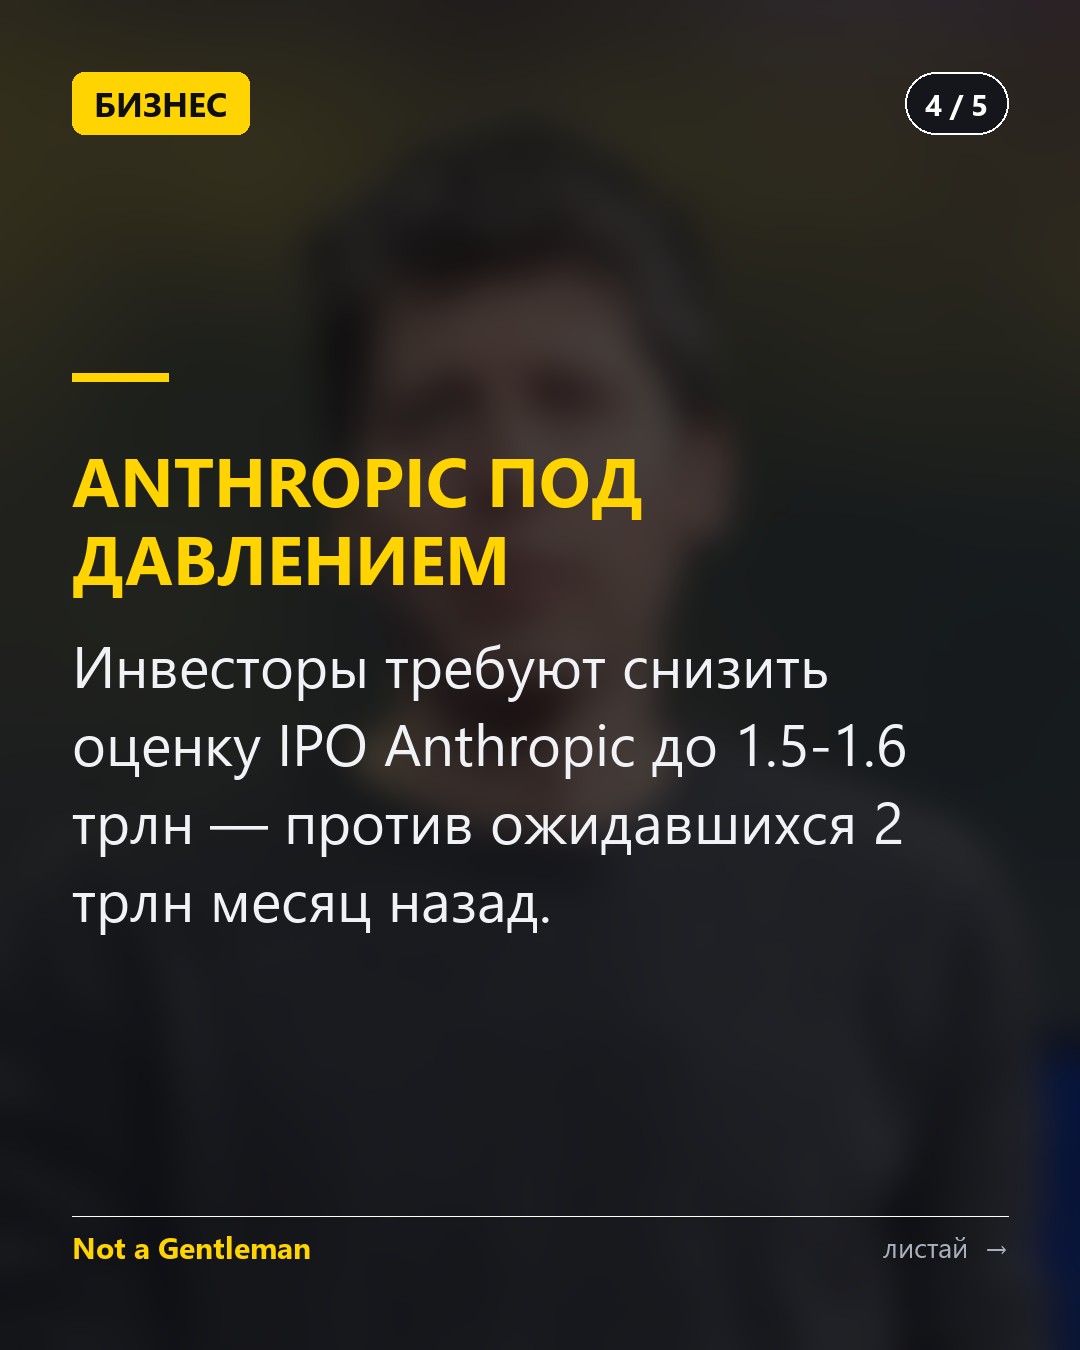 БИЗНЕС
4 / 5
ANTHROPIC ПОД
ДАВЛЕНИЕМ
Инвесторы требуют снизить
оценку IPO Anthropic до 1.5-1.6
трлн — против ожидавшихся 2
трлн месяц назад.
Not a Gentleman
листай →